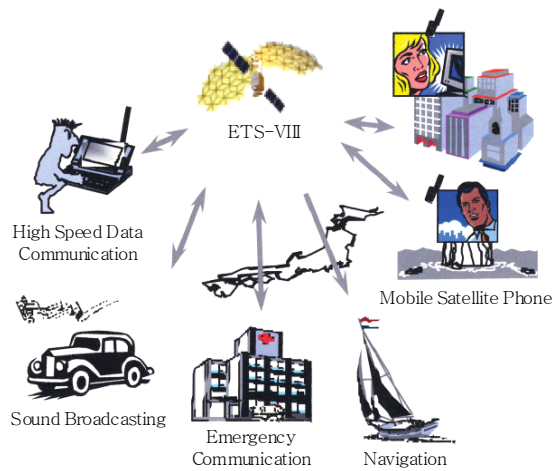 ETS-VIII
High Speed Data
Communication
Mobile Satellite Phone
Sound Broadcasting
Emergency
Communication
Navigation